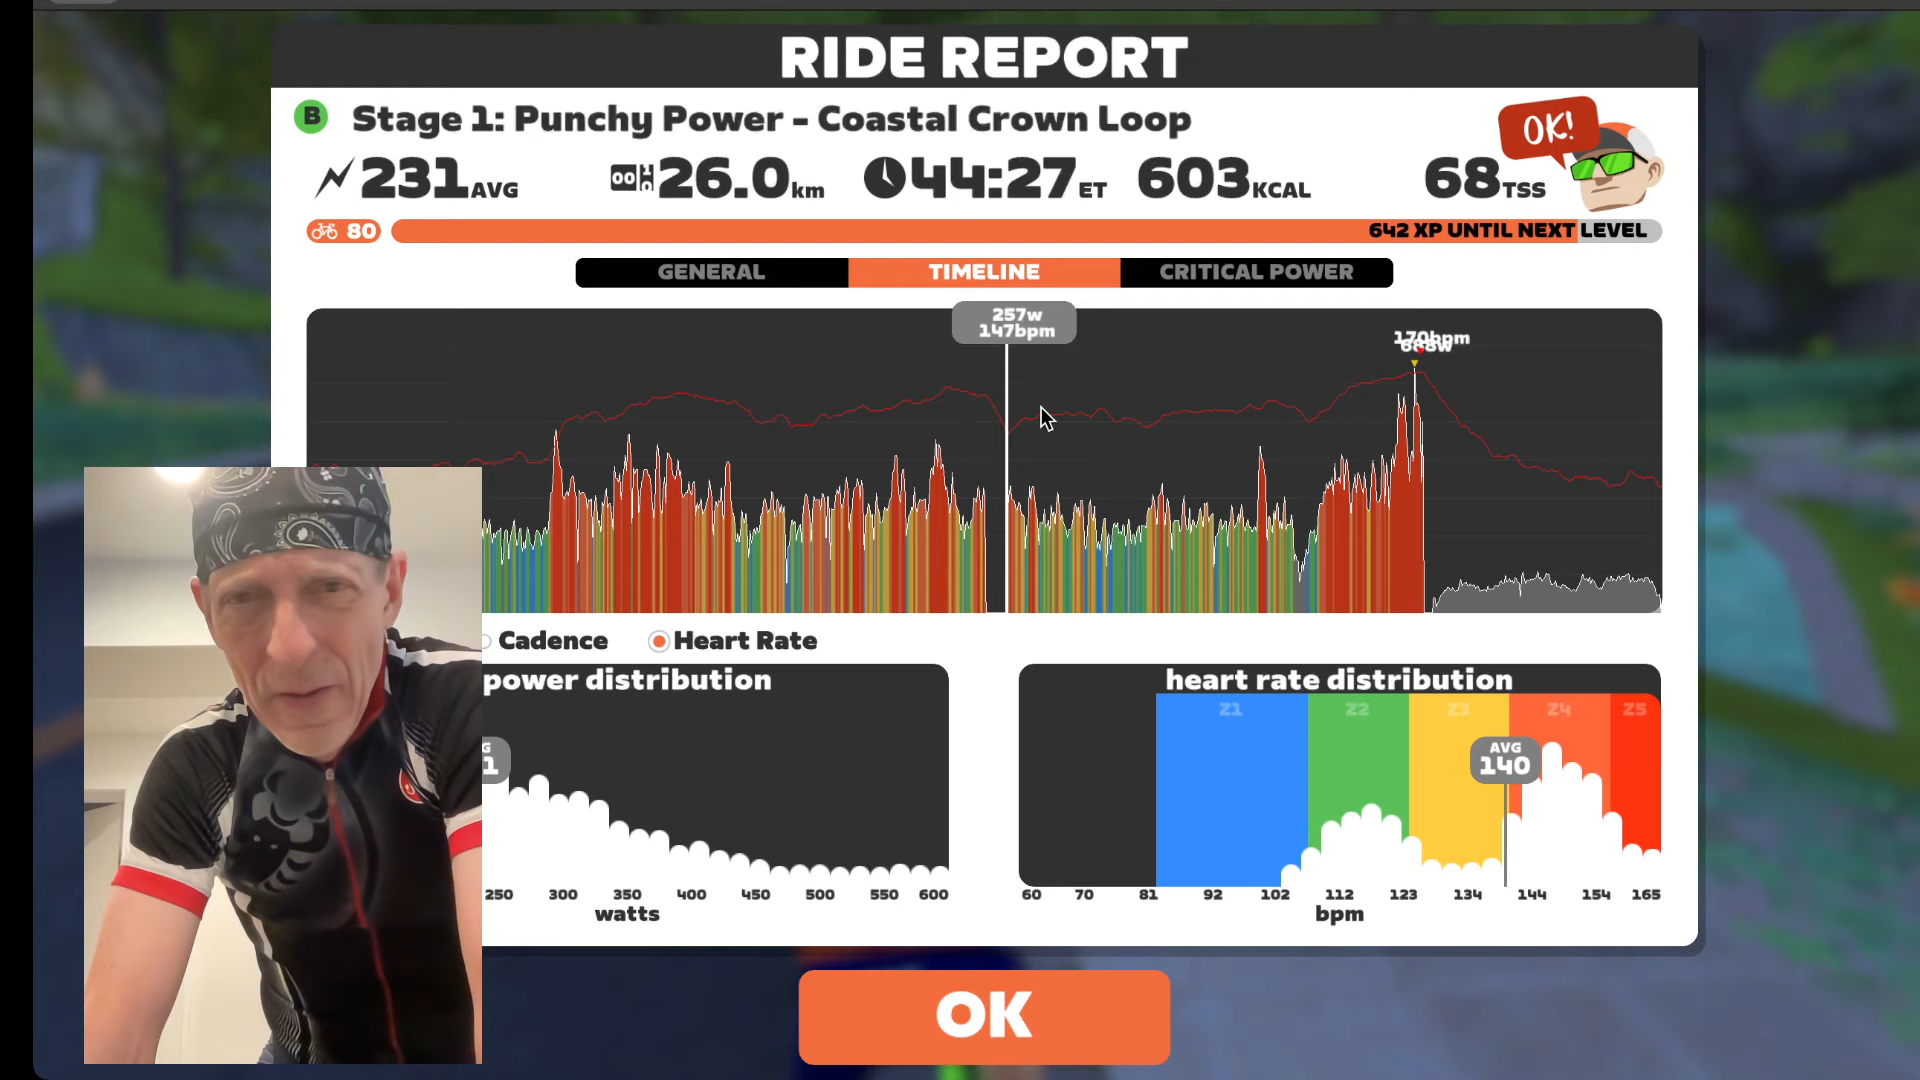 RIDE REPORT
B Stage 1: Punchy Power - Coastal Crown Loop
OK!
231AVG 26.0km 44:27ET 603KCAL 68TSS
80 642 XP UNTIL NEXT LEVEL
GENERAL TIMELINE CRITICAL POWER
257w
147bpm
170bpm
688w
Cadence Heart Rate
power distribution
250 300 350 400 450 500 550 600
watts
heart rate distribution
Z1 Z2 Z3 Z4 Z5
AVG
140
60 70 81 92 102 112 123 134 144 154 165
bpm
OK